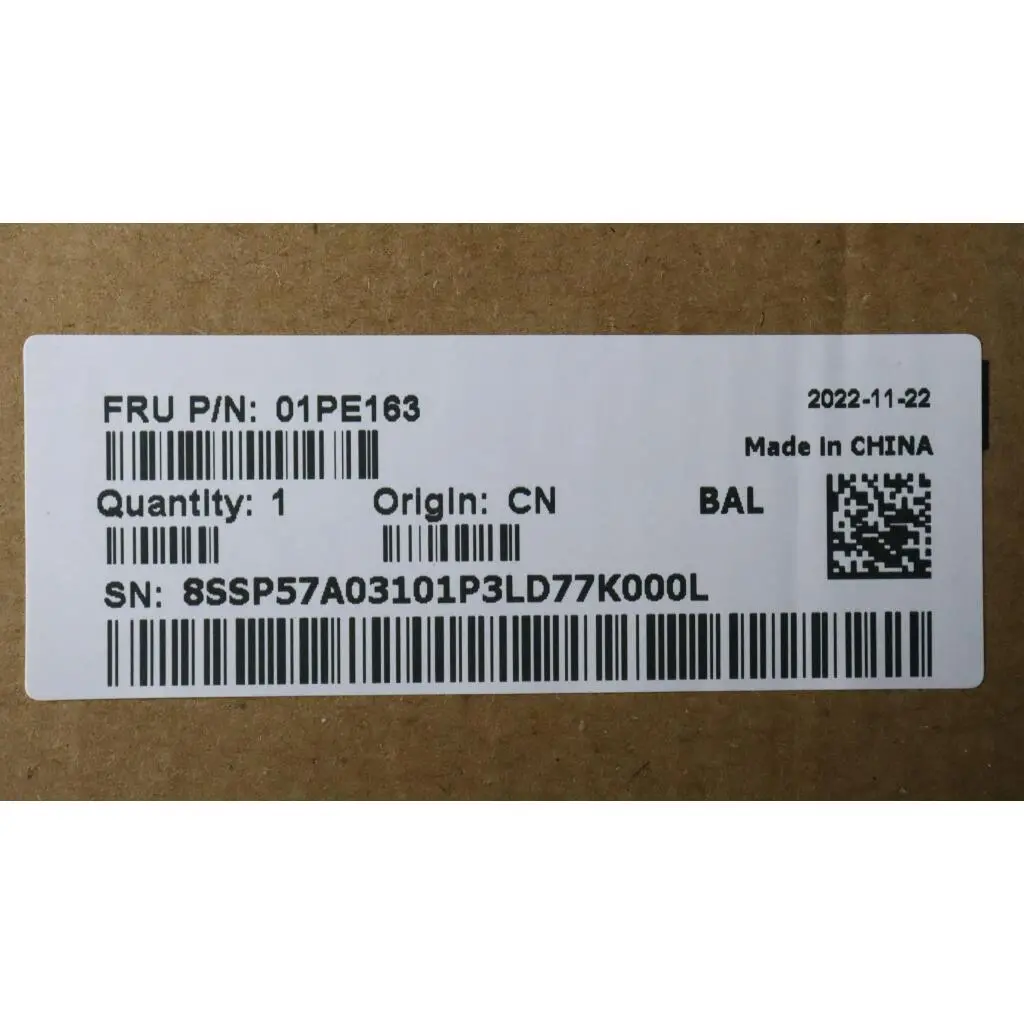 FRU P/N: 01PE163
2022-11-22
Made in CHINA
Quantity: 1 Origin: CN BAL
SN: 8SSP57A03101P3LD77K000L